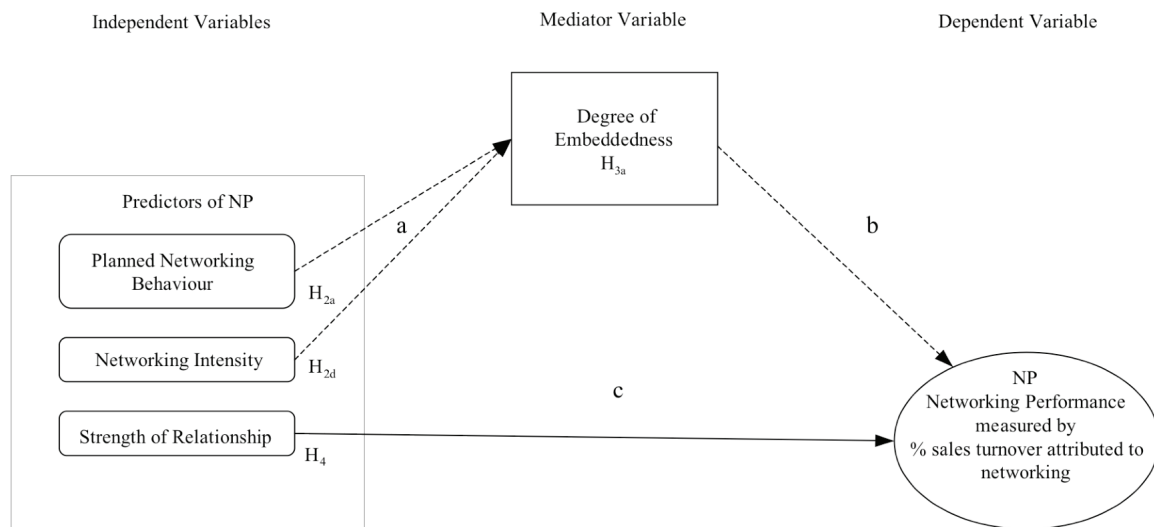 Independent Variables
Mediator Variable
Dependent Variable
Degree of
Embeddedness
H3a
Predictors of NP
Planned Networking
Behaviour
H2a
Networking Intensity
H2d
Strength of Relationship
H4
a
b
c
NP
Networking Performance
measured by
% sales turnover attributed to
networking